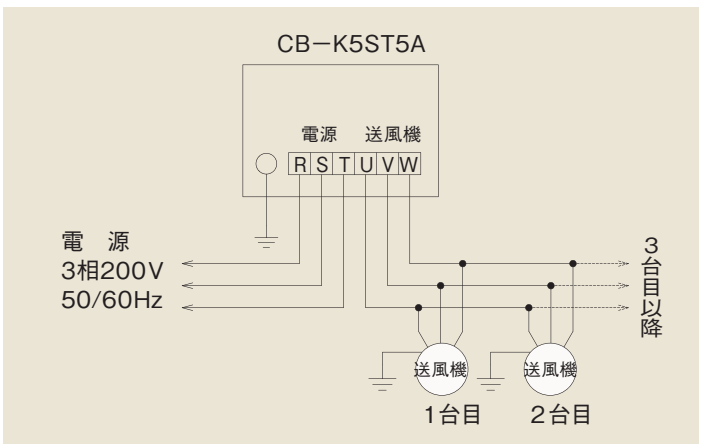 CB－K5ST5A
電源 送風機
R S T U V W
電　源
3相200V
50/60Hz
3台目以降
送風機 送風機
1台目 2台目